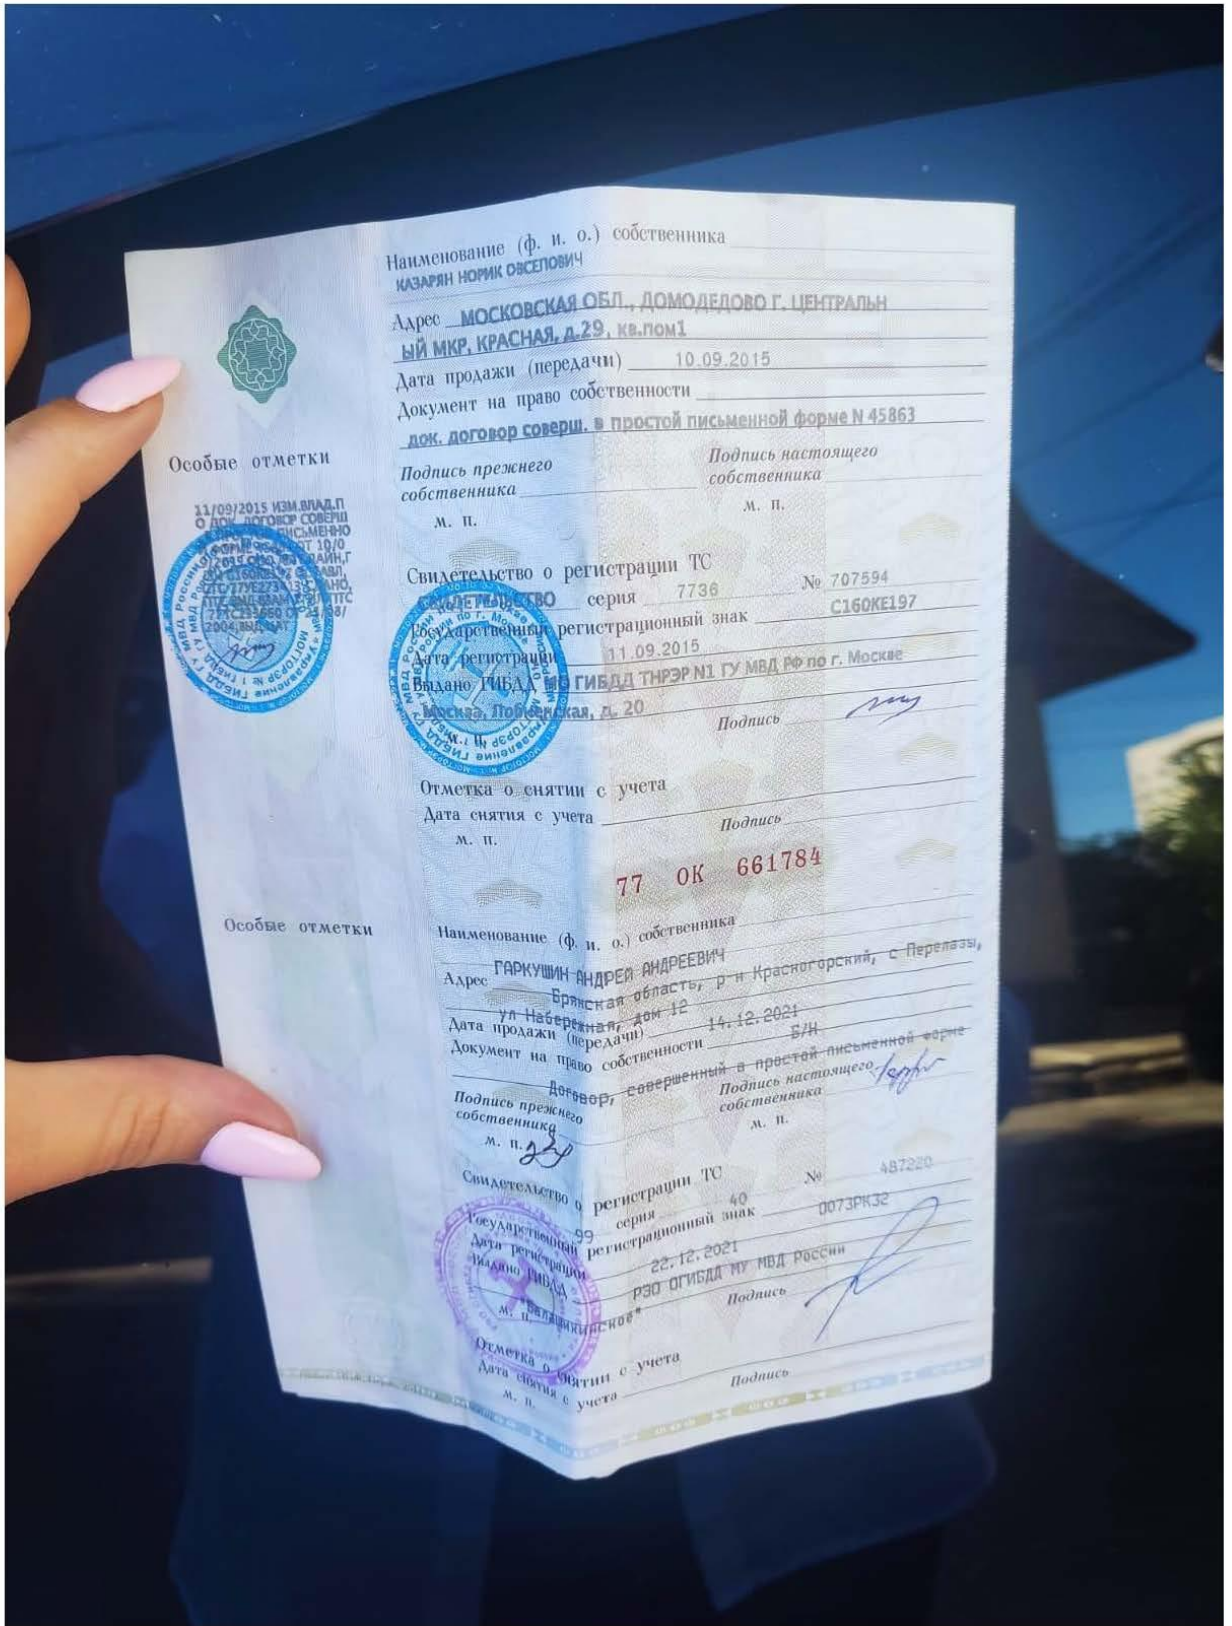 Наименование (ф. и. о.) собственника
КАЗАРЯН НОРИК ОВСЕПОВИЧ
Адрес МОСКОВСКАЯ ОБЛ., ДОМОДЕДОВО Г. ЦЕНТРАЛЬН
ЫЙ МКР, КРАСНАЯ, д.29, кв.пом1
Дата продажи (передачи) 10.09.2015
Документ на право собственности
док. договор соверш. в простой письменной форме N 45863
Подпись прежнего собственника
Подпись настоящего собственника
м. п.
м. п.
Особые отметки
11/09/2015 ИЗМ.ВЛАД.П
О ДОК. ДОГОВОР СОВЕРШ
ПИСЬМЕННО
Свидетельство о регистрации ТС
СВИДЕТЕЛЬСТВО серия 7736 № 707594
Государственный регистрационный знак С160КЕ197
Дата регистрации 11.09.2015
Выдано ГИБДД МО ГИБДД ТНРЭР N1 ГУ МВД РФ по г. Москве
Москва, Лобненская, д. 20
м. п.
Подпись
Отметка о снятии с учета
Дата снятия с учета
Подпись
м. п.
77 ОК 661784
Особые отметки
Наименование (ф. и. о.) собственника
ГАРКУШИН АНДРЕЙ АНДРЕЕВИЧ
Адрес Брянская область, р-н Красногорский, с Перелазы,
ул Набережная, дом 12
Дата продажи (передачи) 14.12.2021
Документ на право собственности Б/Н
Договор, совершенный в простой письменной форме
Подпись прежнего собственника
Подпись настоящего собственника
м. п.
м. п.
Свидетельство о регистрации ТС
99 серия 40 № 487220
Государственный регистрационный знак О073РК32
Дата регистрации 22.12.2021
Выдано ГИБДД РЭО ОГИБДД МУ МВД России
"Балашихинское"
м. п.
Подпись
Отметка о снятии с учета
Дата снятия с учета
Подпись
м. п.